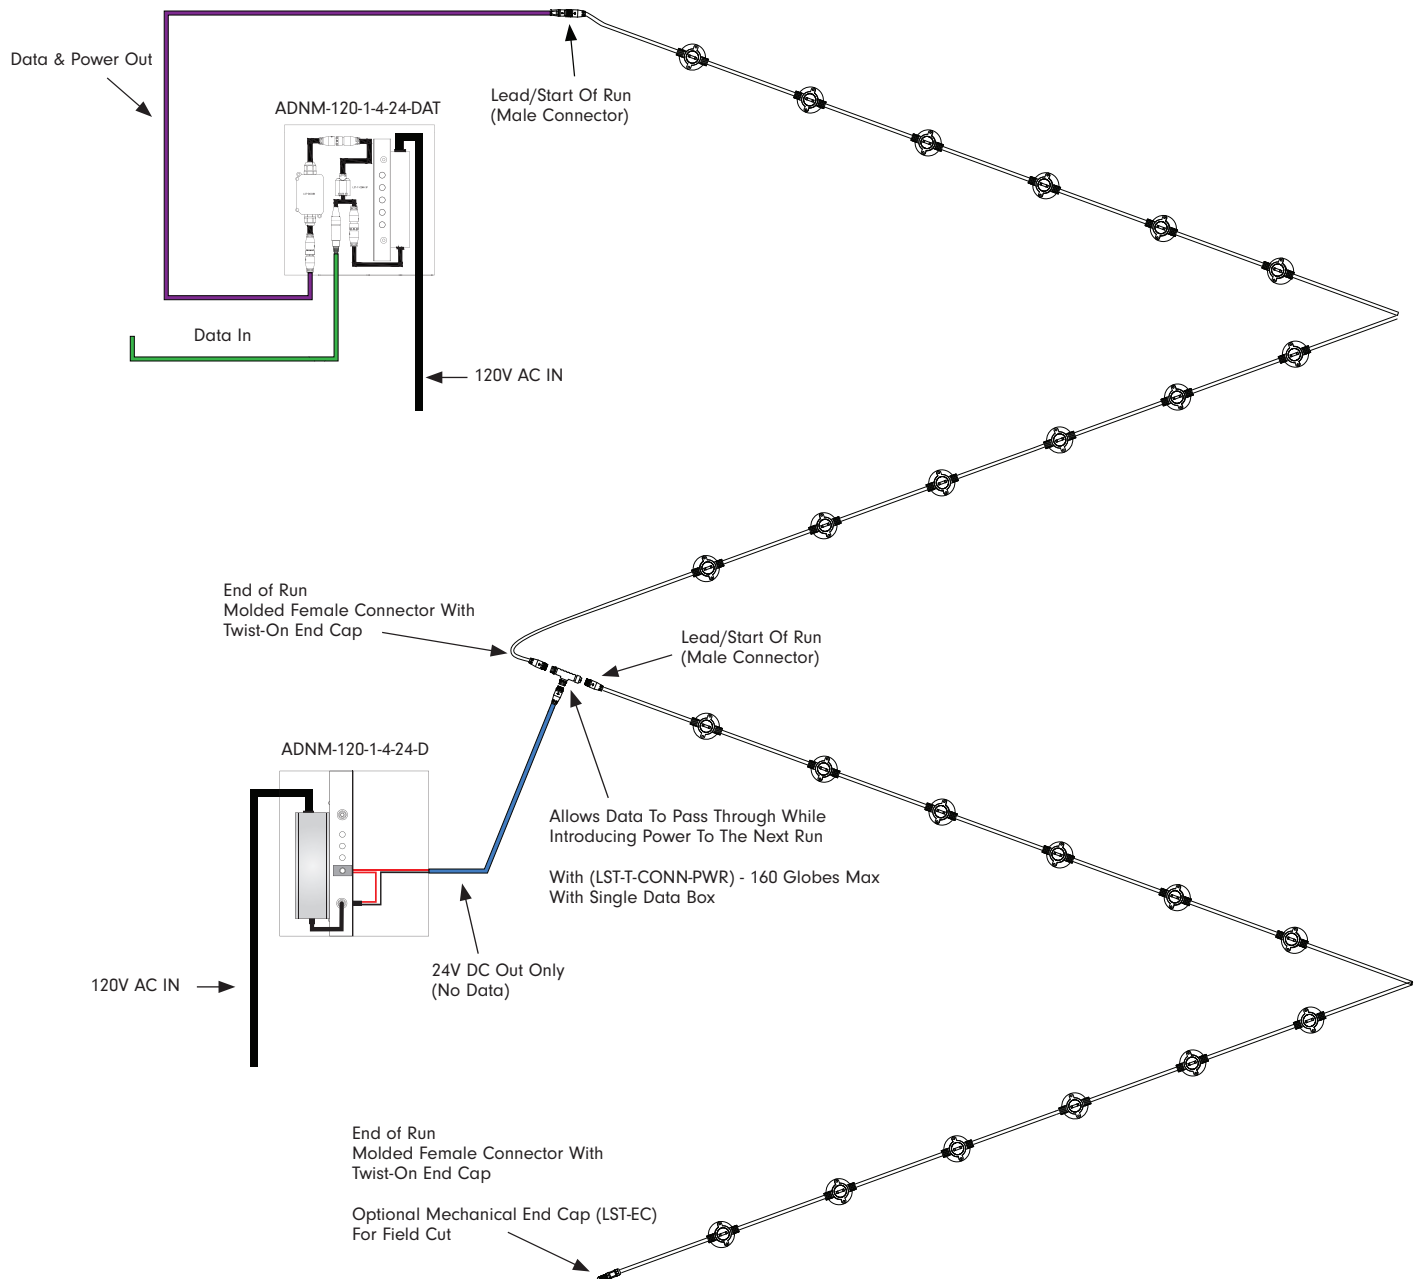 Data & Power Out
ADNM-120-1-4-24-DAT
Lead/Start Of Run
(Male Connector)
Data In
120V AC IN
End of Run
Molded Female Connector With
Twist-On End Cap
Lead/Start Of Run
(Male Connector)
ADNM-120-1-4-24-D
Allows Data To Pass Through While
Introducing Power To The Next Run
With (LST-T-CONN-PWR) - 160 Globes Max
With Single Data Box
24V DC Out Only
(No Data)
120V AC IN
End of Run
Molded Female Connector With
Twist-On End Cap
Optional Mechanical End Cap (LST-EC)
For Field Cut